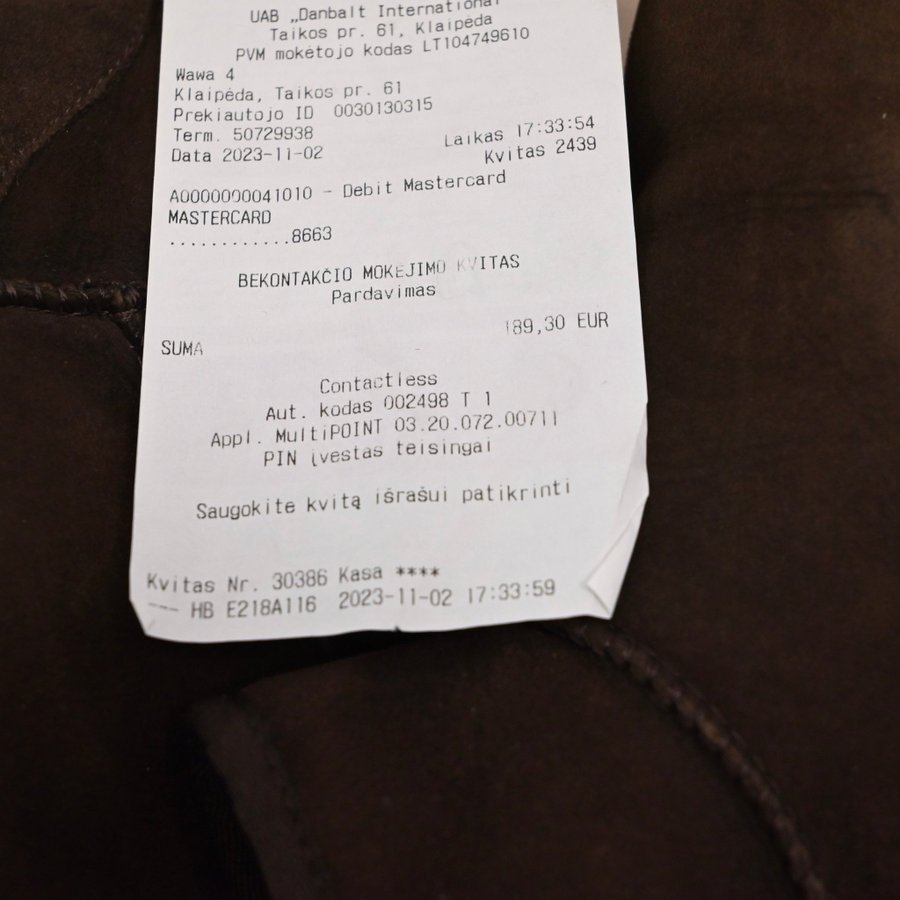 UAB „Danbalt International
Taikos pr. 61, Klaipėda
PVM mokėtojo kodas LT104749610
Wawa 4
Klaipėda, Taikos pr. 61
Prekiautojo ID 0030130315
Term. 50729938 Laikas 17:33:54
Data 2023-11-02 Kvitas 2439
A0000000041010 - Debit Mastercard
MASTERCARD
............8663
BEKONTAKČIO MOKĖJIMO KVITAS
Pardavimas
SUMA 189,30 EUR
Contactless
Aut. kodas 002498 T 1
Appl. MultiPOINT 03.20.072.00711
PIN įvestas teisingai
Saugokite kvitą išrašui patikrinti
Kvitas Nr. 30386 Kasa ****
--- HB E218A116 2023-11-02 17:33:59